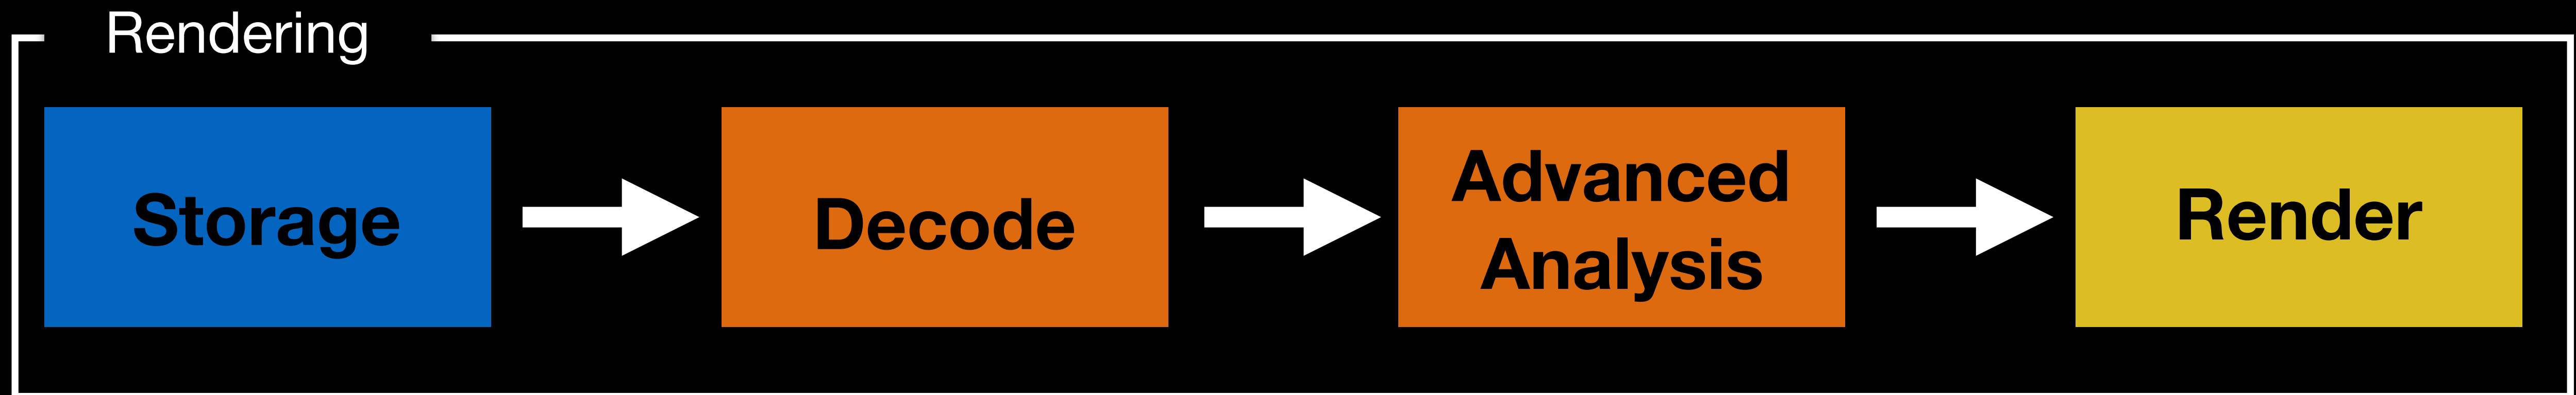 Rendering
Storage
Decode
Advanced
Analysis
Render